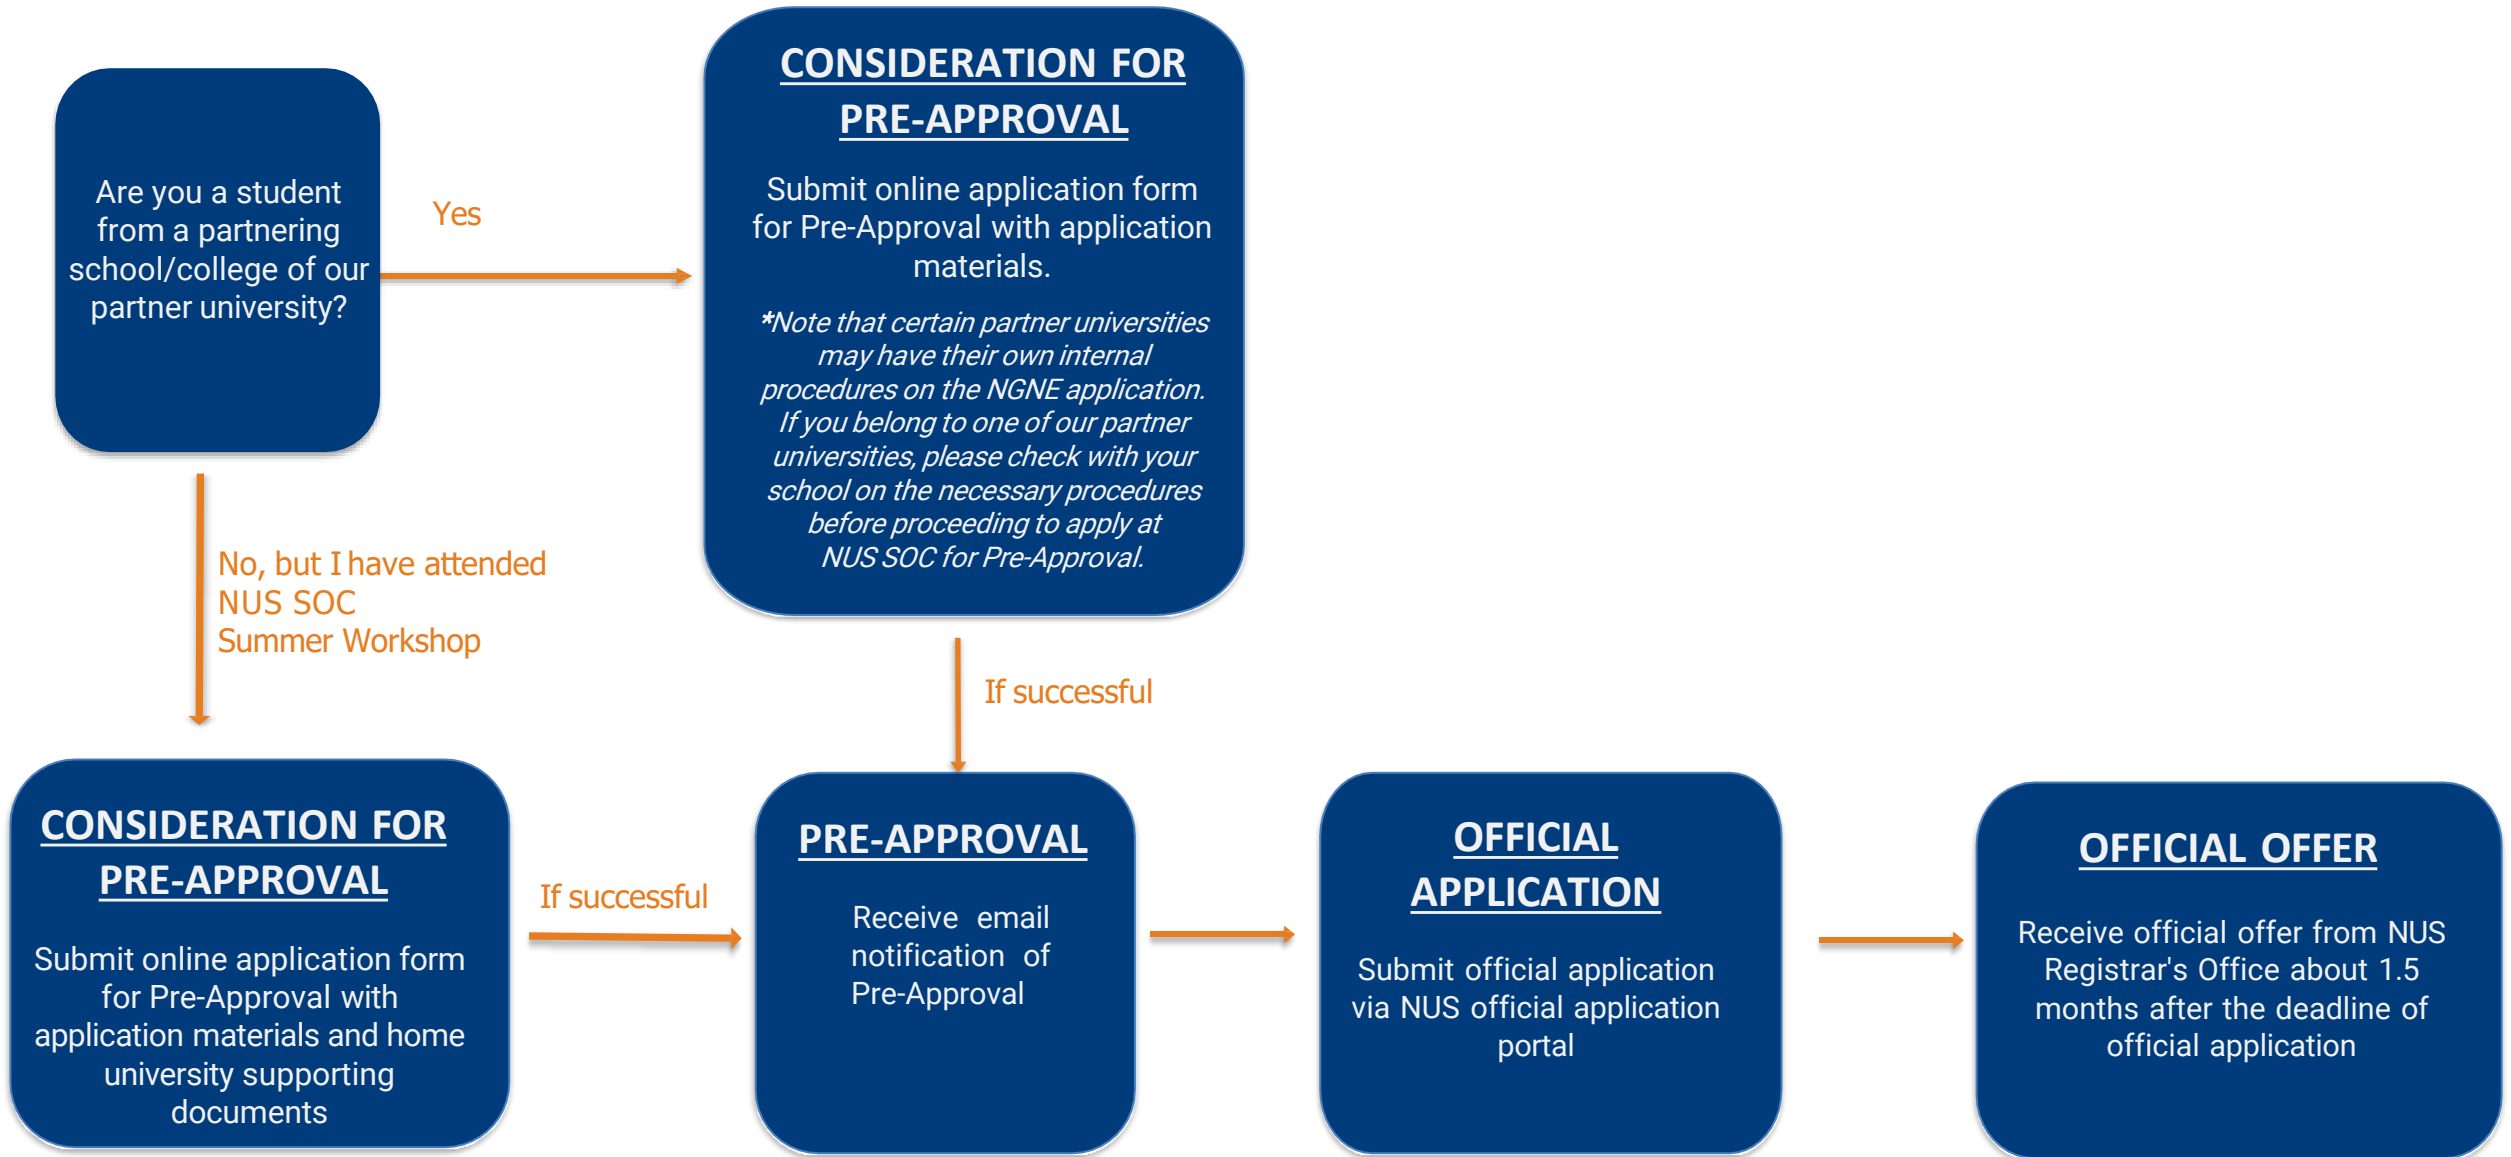 Are you a student
from a partnering
school/college of our
partner university?
Yes
CONSIDERATION FOR
PRE-APPROVAL
Submit online application form
for Pre-Approval with application
materials.
*Note that certain partner universities
may have their own internal
procedures on the NGNE application.
If you belong to one of our partner
universities, please check with your
school on the necessary procedures
before proceeding to apply at
NUS SOC for Pre-Approval.
No, but I have attended
NUS SOC
Summer Workshop
If successful
CONSIDERATION FOR
PRE-APPROVAL
Submit online application form
for Pre-Approval with
application materials and home
university supporting
documents
If successful
PRE-APPROVAL
Receive email
notification of
Pre-Approval
OFFICIAL
APPLICATION
Submit official application
via NUS official application
portal
OFFICIAL OFFER
Receive official offer from NUS
Registrar's Office about 1.5
months after the deadline of
official application